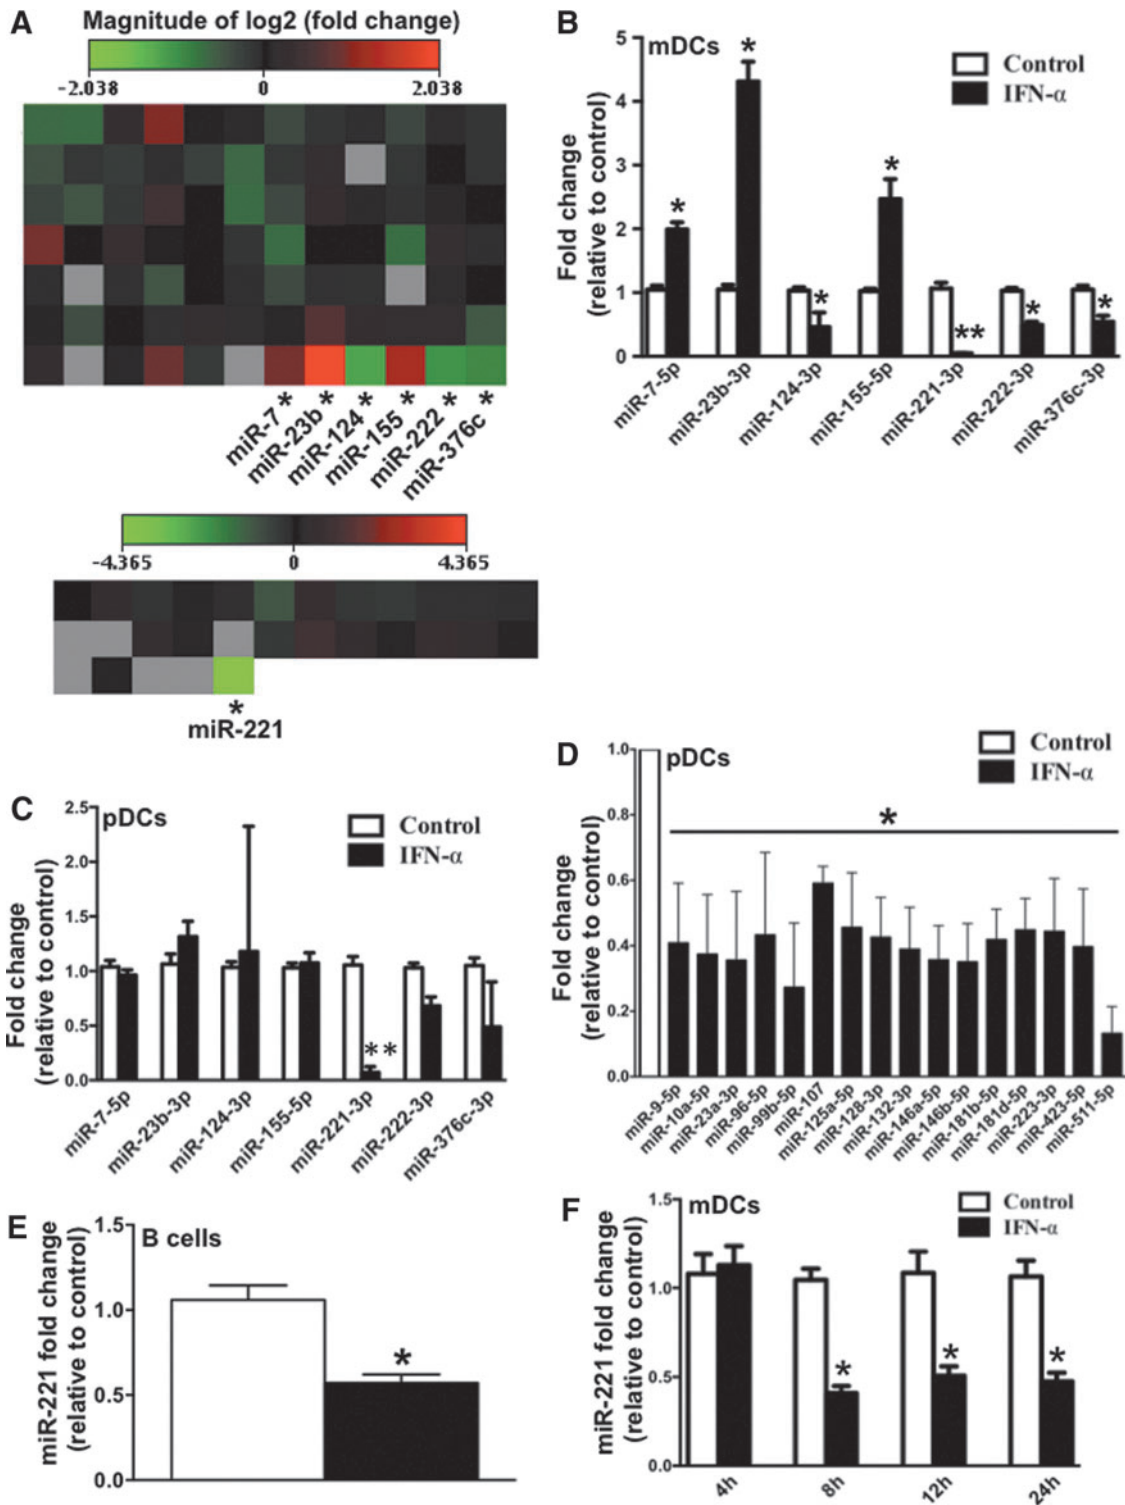 A
Magnitude of log2 (fold change)
-2.038 0 2.038
miR-7 *
miR-23b *
miR-124 *
miR-155 *
miR-222 *
miR-376c *
-4.365 0 4.365
*
miR-221
B
mDCs
Control
IFN-α
Fold change
(relative to control)
5
4
3
2
1
0
* * * * ** * *
miR-7-5p
miR-23b-3p
miR-124-3p
miR-155-5p
miR-221-3p
miR-222-3p
miR-376c-3p
C
pDCs
Control
IFN-α
Fold change
(relative to control)
2.5
2.0
1.5
1.0
0.5
0.0
**
miR-7-5p
miR-23b-3p
miR-124-3p
miR-155-5p
miR-221-3p
miR-222-3p
miR-376c-3p
D
pDCs
Control
IFN-α
Fold change
(relative to control)
1.0
0.8
0.6
0.4
0.2
0.0
*
miR-9-5p
miR-10a-5p
miR-23a-3p
miR-96-5p
miR-99b-5p
miR-107
miR-125a-5p
miR-128-3p
miR-132-3p
miR-146a-5p
miR-146b-5p
miR-181b-5p
miR-181d-5p
miR-223-3p
miR-423-5p
miR-511-5p
E
B cells
miR-221 fold change
(relative to control)
1.5
1.0
0.5
0.0
*
F
mDCs
Control
IFN-α
miR-221 fold change
(relative to control)
1.5
1.0
0.5
0.0
* * *
4h
8h
12h
24h